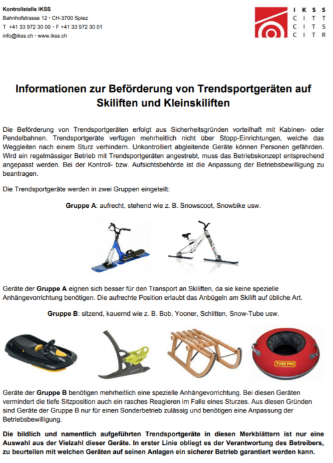 Kontrollstelle IKSS
Bahnhofstrasse 12 - CH-3700 Spiez
T +41 33 972 30 00 - F +41 33 972 30 01
info@ikss.ch - www.ikss.ch
I K S S
C I T T
C I T S
C I T R
Informationen zur Beförderung von Trendsportgeräten auf
Skiliften und Kleinskiliften
Die Beförderung von Trendsportgeräten erfolgt aus Sicherheitsgründen vorteilhaft mit Kabinen- oder
Pendelbahnen. Trendsportgeräte verfügen mehrheitlich nicht über Stopp-Einrichtungen, welche das
Weggleiten nach einem Sturz verhindern. Unkontrolliert abgleitende Geräte können Personen gefährden.
Wird ein regelmässiger Betrieb mit Trendsportgeräten angestrebt, muss das Betriebskonzept entsprechend
angepasst werden. Bei der Kontroll- bzw. Aufsichtsbehörde ist die Anpassung der Betriebsbewilligung zu
beantragen.
Die Trendsportgeräte werden in zwei Gruppen eingeteilt:
Gruppe A: aufrecht, stehend wie z. B. Snowscoot, Snowbike usw.
Geräte der Gruppe A eignen sich besser für den Transport an Skiliften, da sie keine spezielle
Anhängevorrichtung benötigen. Die aufrechte Position erlaubt das Anbügeln am Skilift auf übliche Art.
Gruppe B: sitzend, kauernd wie z. B. Bob, Yooner, Schlitten, Snow-Tube usw.
Geräte der Gruppe B benötigen mehrheitlich eine spezielle Anhängevorrichtung. Bei diesen Geräten
vermindert die tiefe Sitzposition auch ein rasches Reagieren im Falle eines Sturzes. Aus diesen Gründen
sind Geräte der Gruppe B nur für einen Sonderbetrieb zulässig und benötigen eine Anpassung der
Betriebsbewilligung.
Die bildlich und namentlich aufgeführten Trendsportgeräte in diesen Merkblättern ist nur eine
Auswahl aus der Vielzahl dieser Geräte. In erster Linie obliegt es der Verantwortung des Betreibers,
zu beurteilen mit welchen Geräten auf seinen Anlagen ein sicherer Betrieb garantiert werden kann.